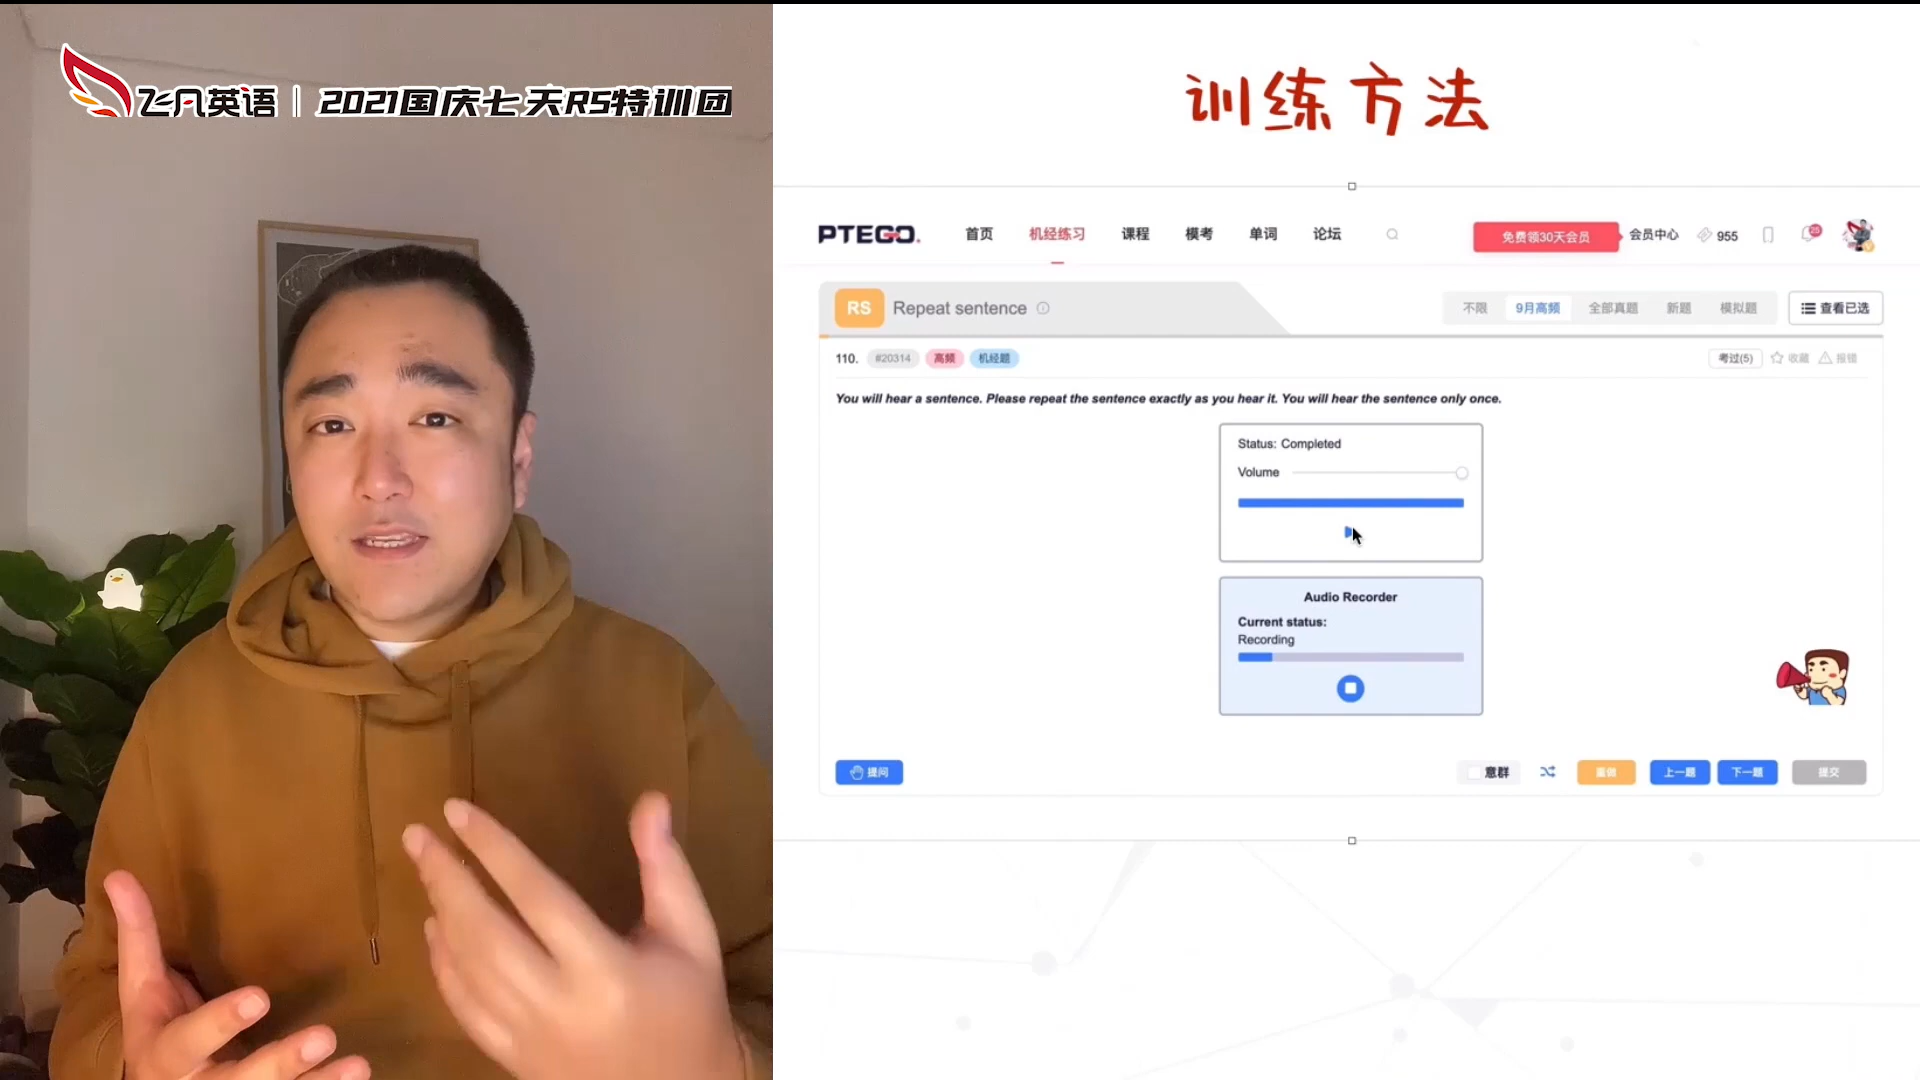 飞凡英语 | 2021国庆七天RS特训团
训练方法
PTEGO.
首页 机经练习 课程 模考 单词 论坛
免费领30天会员 会员中心 955 25
RS Repeat sentence
不限 9月高频 全部真题 新题 模拟题 查看已选
110. #20314 高频 机经题
考过(5) 收藏 报错
You will hear a sentence. Please repeat the sentence exactly as you hear it. You will hear the sentence only once.
Status: Completed
Volume
Audio Recorder
Current status:
Recording
提问
意群 重做 上一题 下一题 提交